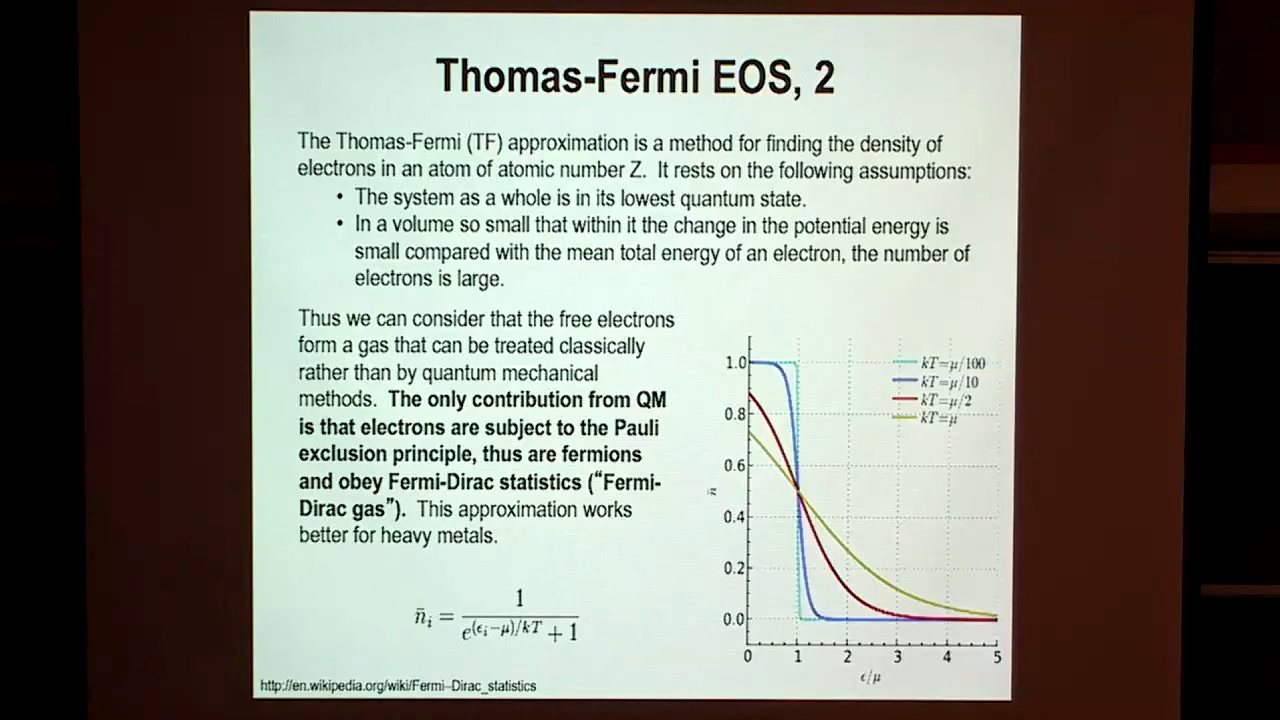 Thomas-Fermi EOS, 2
The Thomas-Fermi (TF) approximation is a method for finding the density of
electrons in an atom of atomic number Z. It rests on the following assumptions:
• The system as a whole is in its lowest quantum state.
• In a volume so small that within it the change in the potential energy is
small compared with the mean total energy of an electron, the number of
electrons is large.
Thus we can consider that the free electrons
form a gas that can be treated classically
rather than by quantum mechanical
methods. The only contribution from QM
is that electrons are subject to the Pauli
exclusion principle, thus are fermions
and obey Fermi-Dirac statistics (“Fermi-
Dirac gas”). This approximation works
better for heavy metals.
n̄ᵢ = 1 / (e^(ϵᵢ−μ)/kT + 1)
http://en.wikipedia.org/wiki/Fermi–Dirac_statistics
kT=μ/100
kT=μ/10
kT=μ/2
kT=μ
1.0
0.8
0.6
0.4
0.2
0.0
n̄
0 1 2 3 4 5
ϵ/μ